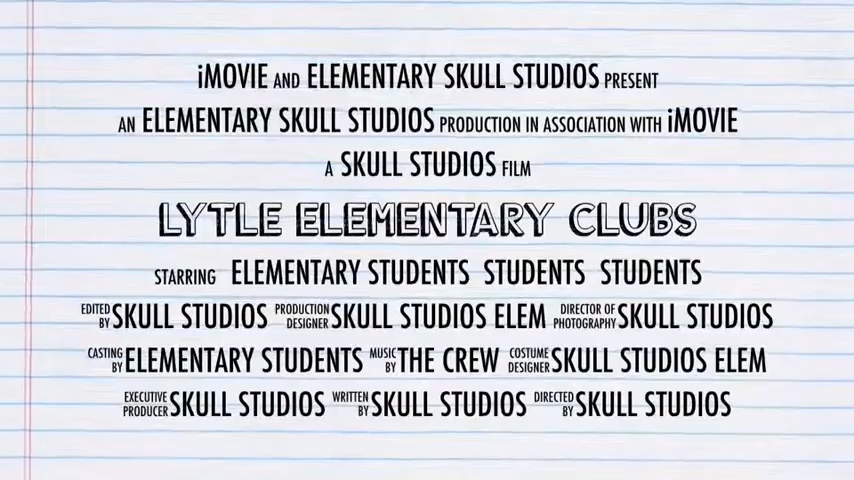 iMOVIE AND ELEMENTARY SKULL STUDIOS PRESENT
AN ELEMENTARY SKULL STUDIOS PRODUCTION IN ASSOCIATION WITH iMOVIE
A SKULL STUDIOS FILM
LYTLE ELEMENTARY CLUBS
STARRING ELEMENTARY STUDENTS STUDENTS STUDENTS
EDITED BY SKULL STUDIOS PRODUCTION DESIGNER SKULL STUDIOS ELEM DIRECTOR OF PHOTOGRAPHY SKULL STUDIOS
CASTING BY ELEMENTARY STUDENTS MUSIC BY THE CREW COSTUME DESIGNER SKULL STUDIOS ELEM
EXECUTIVE PRODUCER SKULL STUDIOS WRITTEN BY SKULL STUDIOS DIRECTED BY SKULL STUDIOS